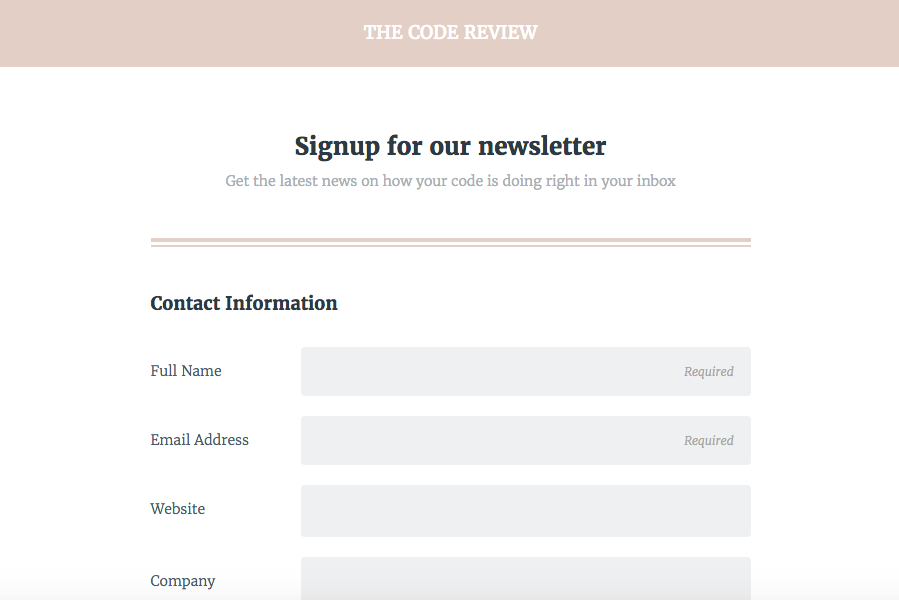 THE CODE REVIEW
Signup for our newsletter
Get the latest news on how your code is doing right in your inbox
Contact Information
Full Name
Required
Email Address
Required
Website
Company